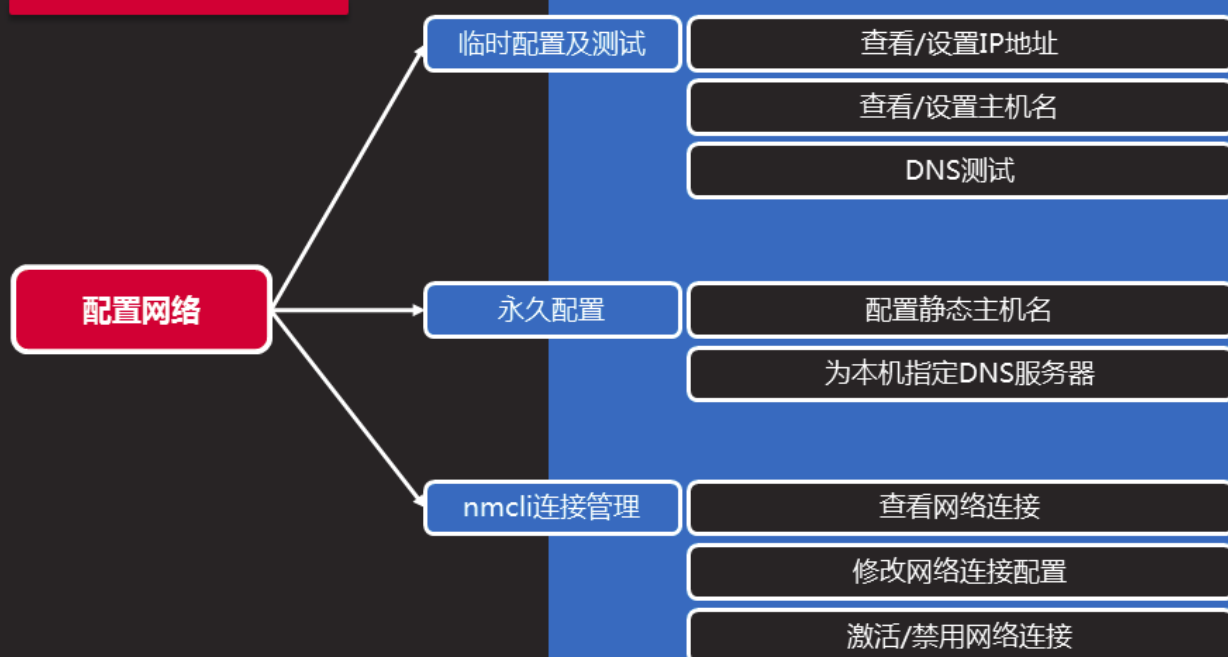 临时配置及测试
查看/设置IP地址
查看/设置主机名
DNS测试
配置网络
永久配置
配置静态主机名
为本机指定DNS服务器
nmcli连接管理
查看网络连接
修改网络连接配置
激活/禁用网络连接